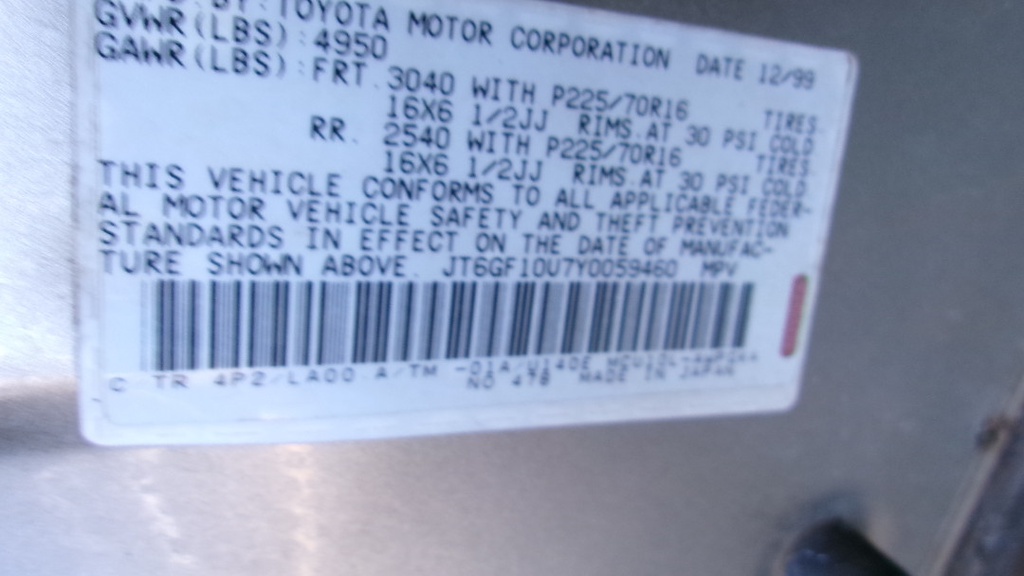 BY: TOYOTA MOTOR CORPORATION DATE 12/99
GVWR(LBS): 4950
GAWR(LBS): FRT. 3040 WITH P225/70R16 TIRES.
16X6 1/2JJ RIMS. AT 30 PSI COLD
RR. 2540 WITH P225/70R16 TIRES.
16X6 1/2JJ RIMS. AT 30 PSI COLD.
THIS VEHICLE CONFORMS TO ALL APPLICABLE FEDER-
AL MOTOR VEHICLE SAFETY AND THEFT PREVENTION
STANDARDS IN EFFECT ON THE DATE OF MANUFAC-
TURE SHOWN ABOVE. JT6GF10U7Y0059460 MPV
C TR 4P2/LA00 A/TM -01A/U140E
NO 478 MADE IN JAPAN